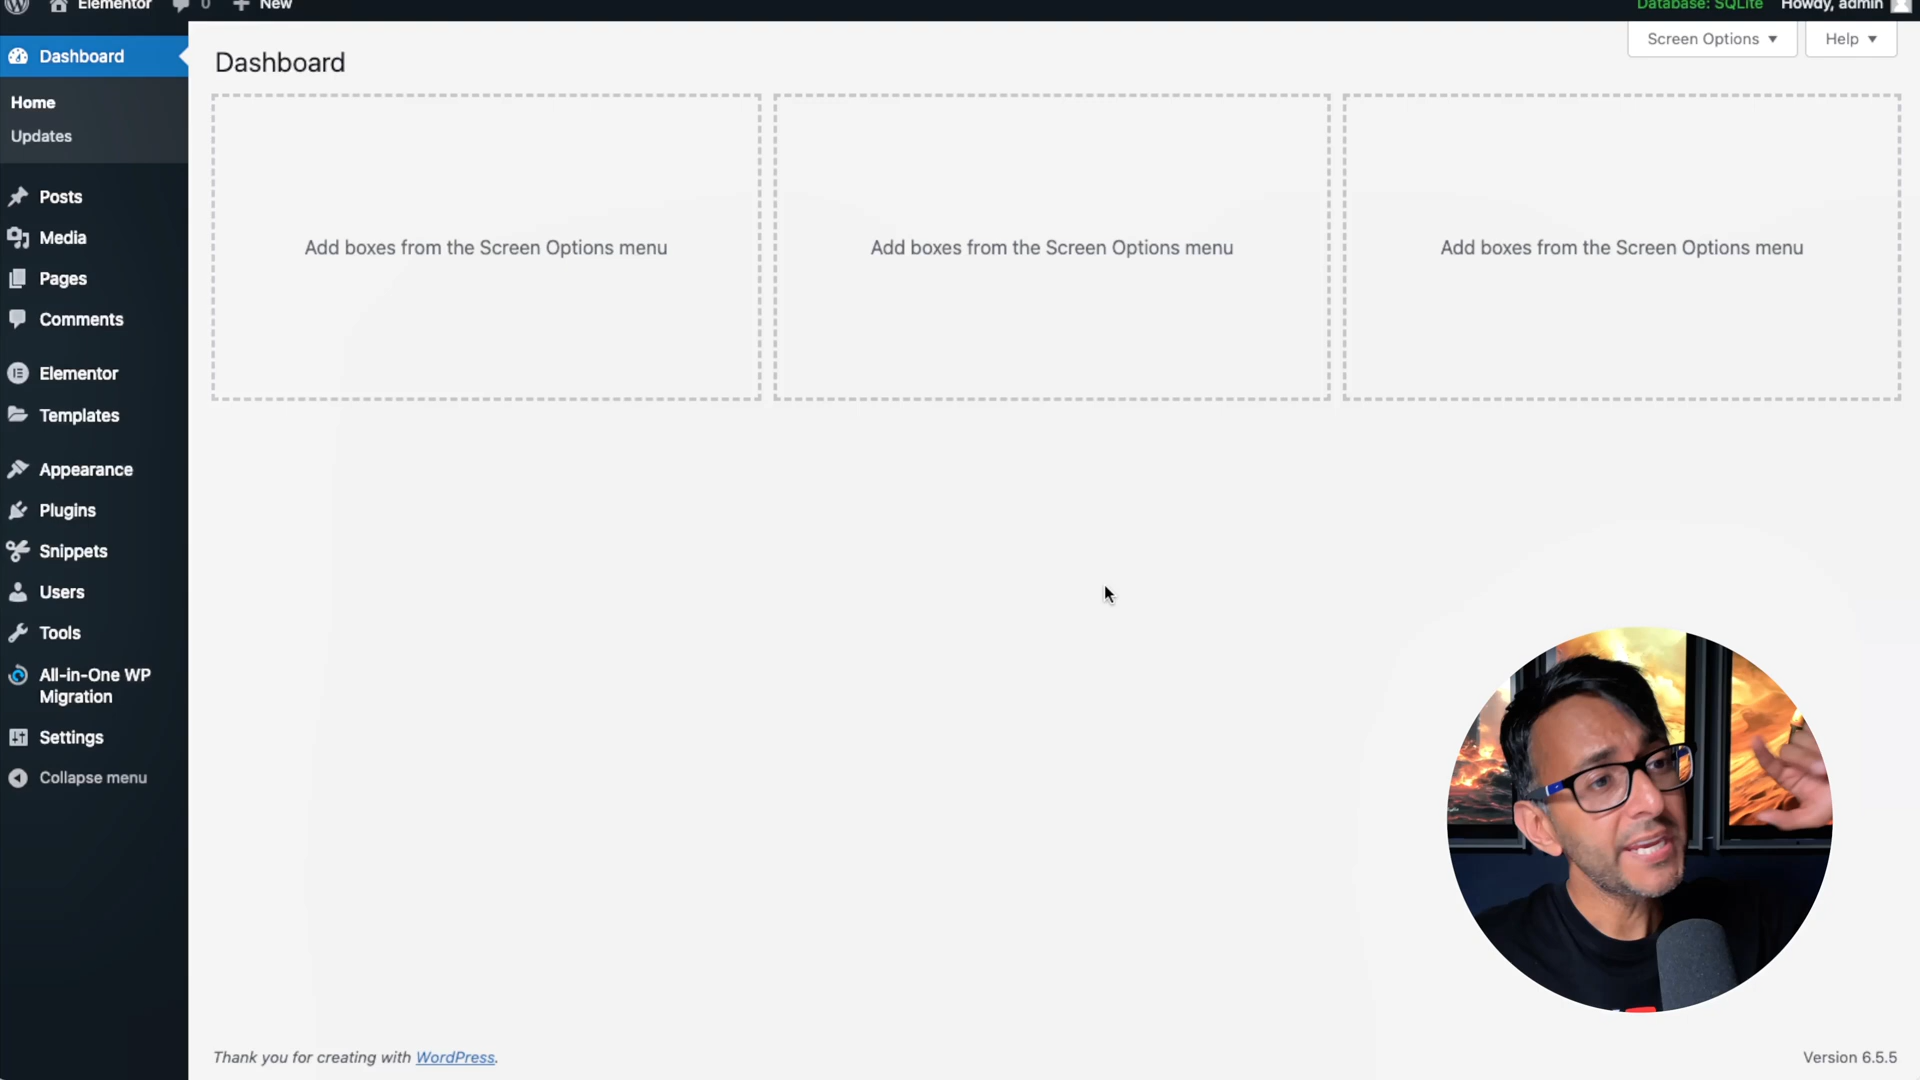 Elementor 0 New Database: SQLite Howdy, admin
Dashboard
Home
Updates
Posts
Media
Pages
Comments
Elementor
Templates
Appearance
Plugins
Snippets
Users
Tools
All-in-One WP
Migration
Settings
Collapse menu
Dashboard
Screen Options Help
Add boxes from the Screen Options menu
Add boxes from the Screen Options menu
Add boxes from the Screen Options menu
Thank you for creating with WordPress.
Version 6.5.5